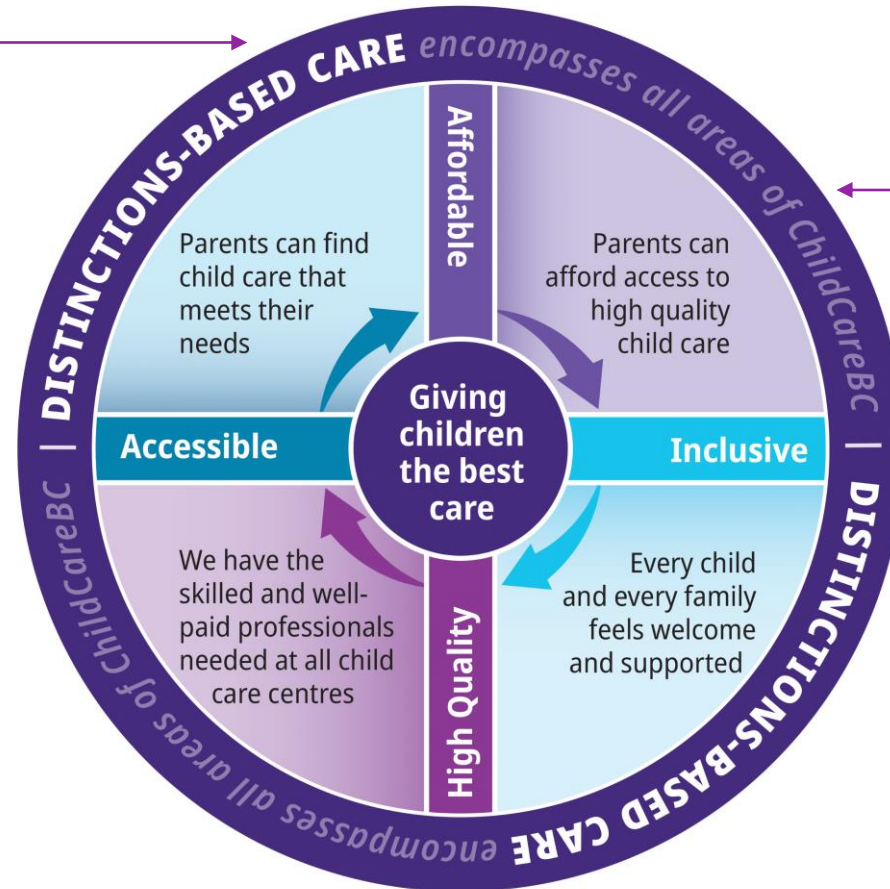 DISTINCTIONS-BASED CARE encompasses all areas of ChildCareBC |
DISTINCTIONS-BASED CARE encompasses all areas of ChildCareBC |
Affordable
Parents can find
child care that
meets their
needs
Parents can
afford access to
high quality
child care
Accessible
Giving
children
the best
care
Inclusive
We have the
skilled and well-
paid professionals
needed at all child
care centres
High Quality
Every child
and every family
feels welcome
and supported